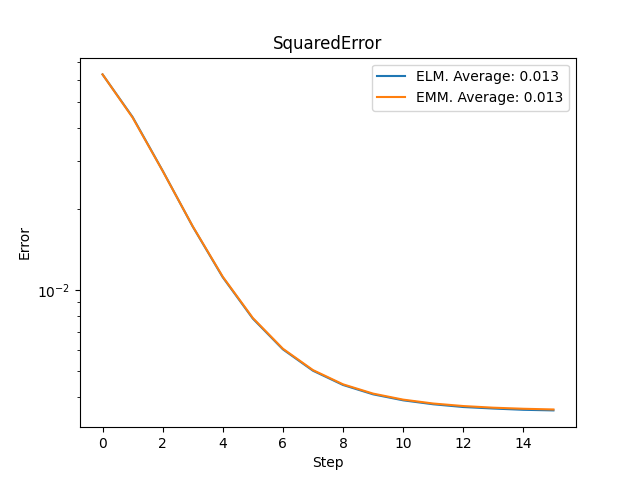 SquaredError
ELM. Average: 0.013
EMM. Average: 0.013
Error
10⁻²
0 2 4 6 8 10 12 14
Step